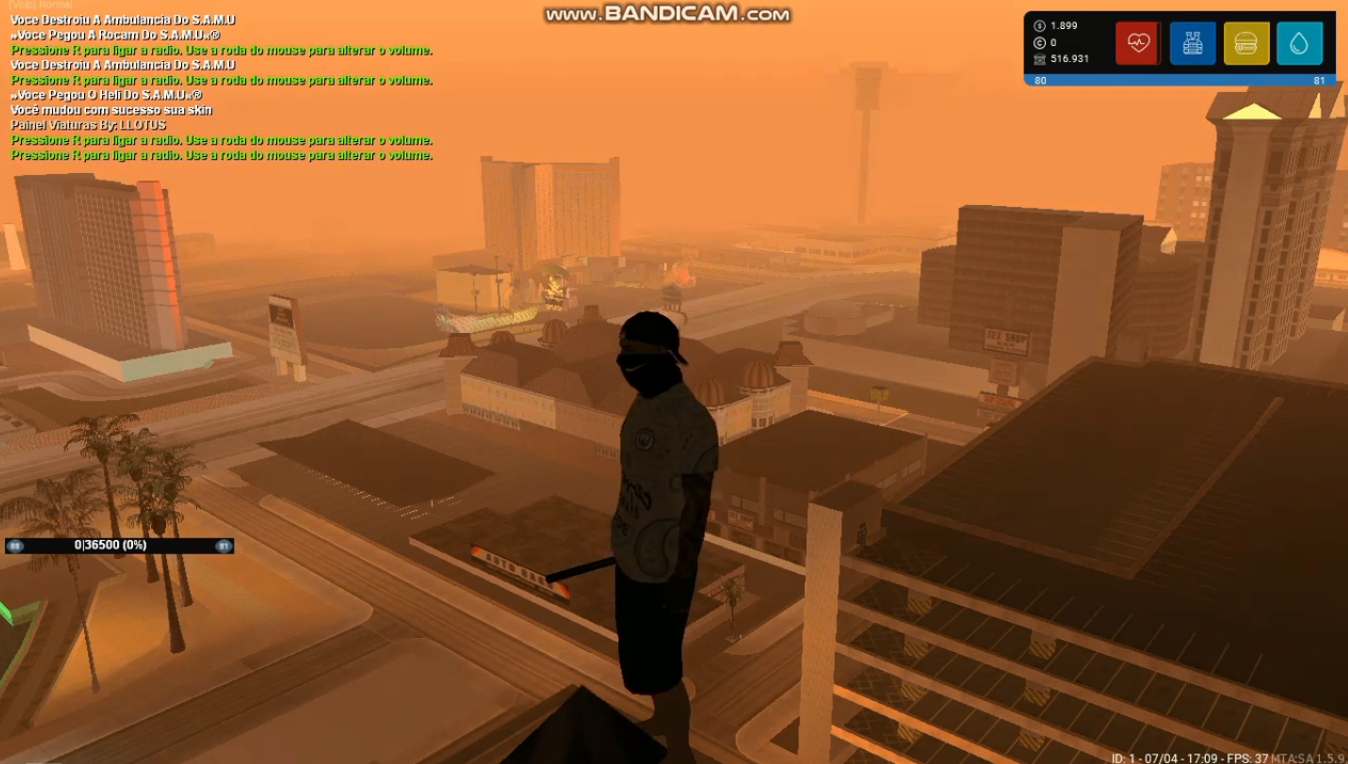 [Voip] Normal
Voce Destroiu A Ambulancia Do S.A.M.U
»Voce Pegou A Rocam Do S.A.M.U«®
Pressione R para ligar a radio. Use a roda do mouse para alterar o volume.
Voce Destroiu A Ambulancia Do S.A.M.U
Pressione R para ligar a radio. Use a roda do mouse para alterar o volume.
»Voce Pegou O Heli Do S.A.M.U«®
Você mudou com sucesso sua skin
Painel Viaturas By: LLOTUS
Pressione R para ligar a radio. Use a roda do mouse para alterar o volume.
Pressione R para ligar a radio. Use a roda do mouse para alterar o volume.
www.BANDICAM.com
1.899
0
516.931
80 81
SEX SHOP
80 0|36500 (0%) 81
AUTO
ID: 1 - 07/04 - 17:09 - FPS: 37 MTA:SA 1.5.9